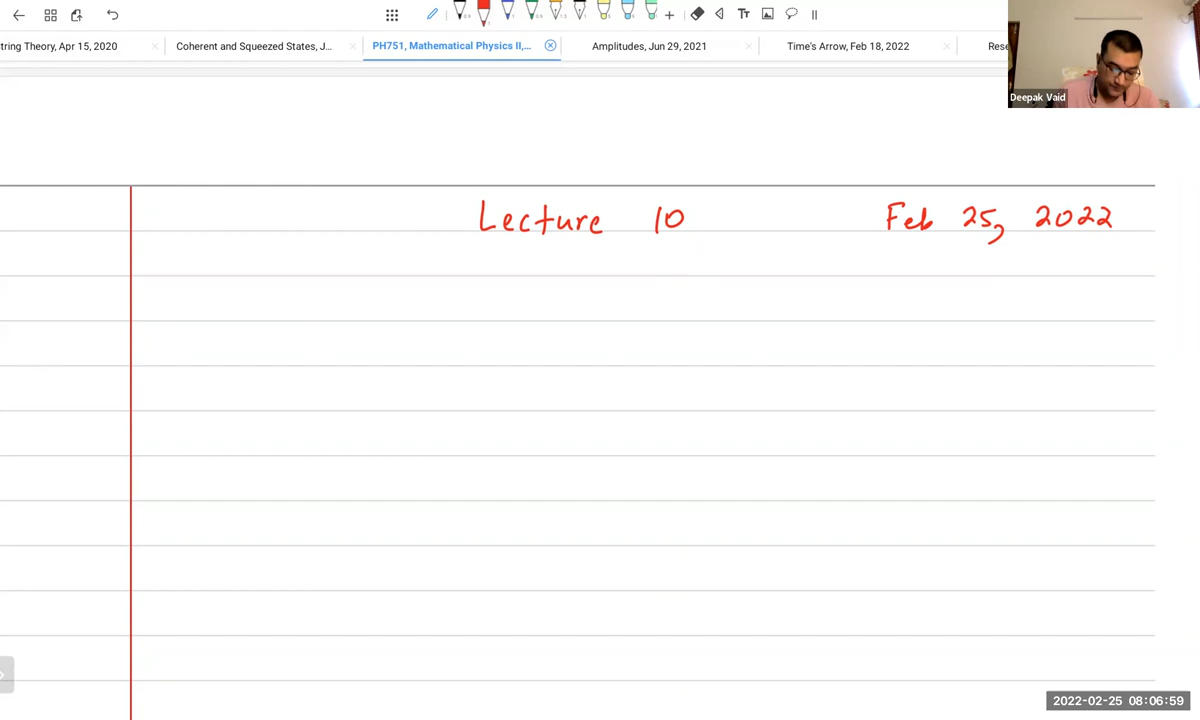 tring Theory, Apr 15, 2020
Coherent and Squeezed States, J...
PH751, Mathematical Physics II,...
Amplitudes, Jun 29, 2021
Time's Arrow, Feb 18, 2022
Rese
Tr
Deepak Vaid
Lecture 10 Feb 25, 2022
2022-02-25 08:06:59